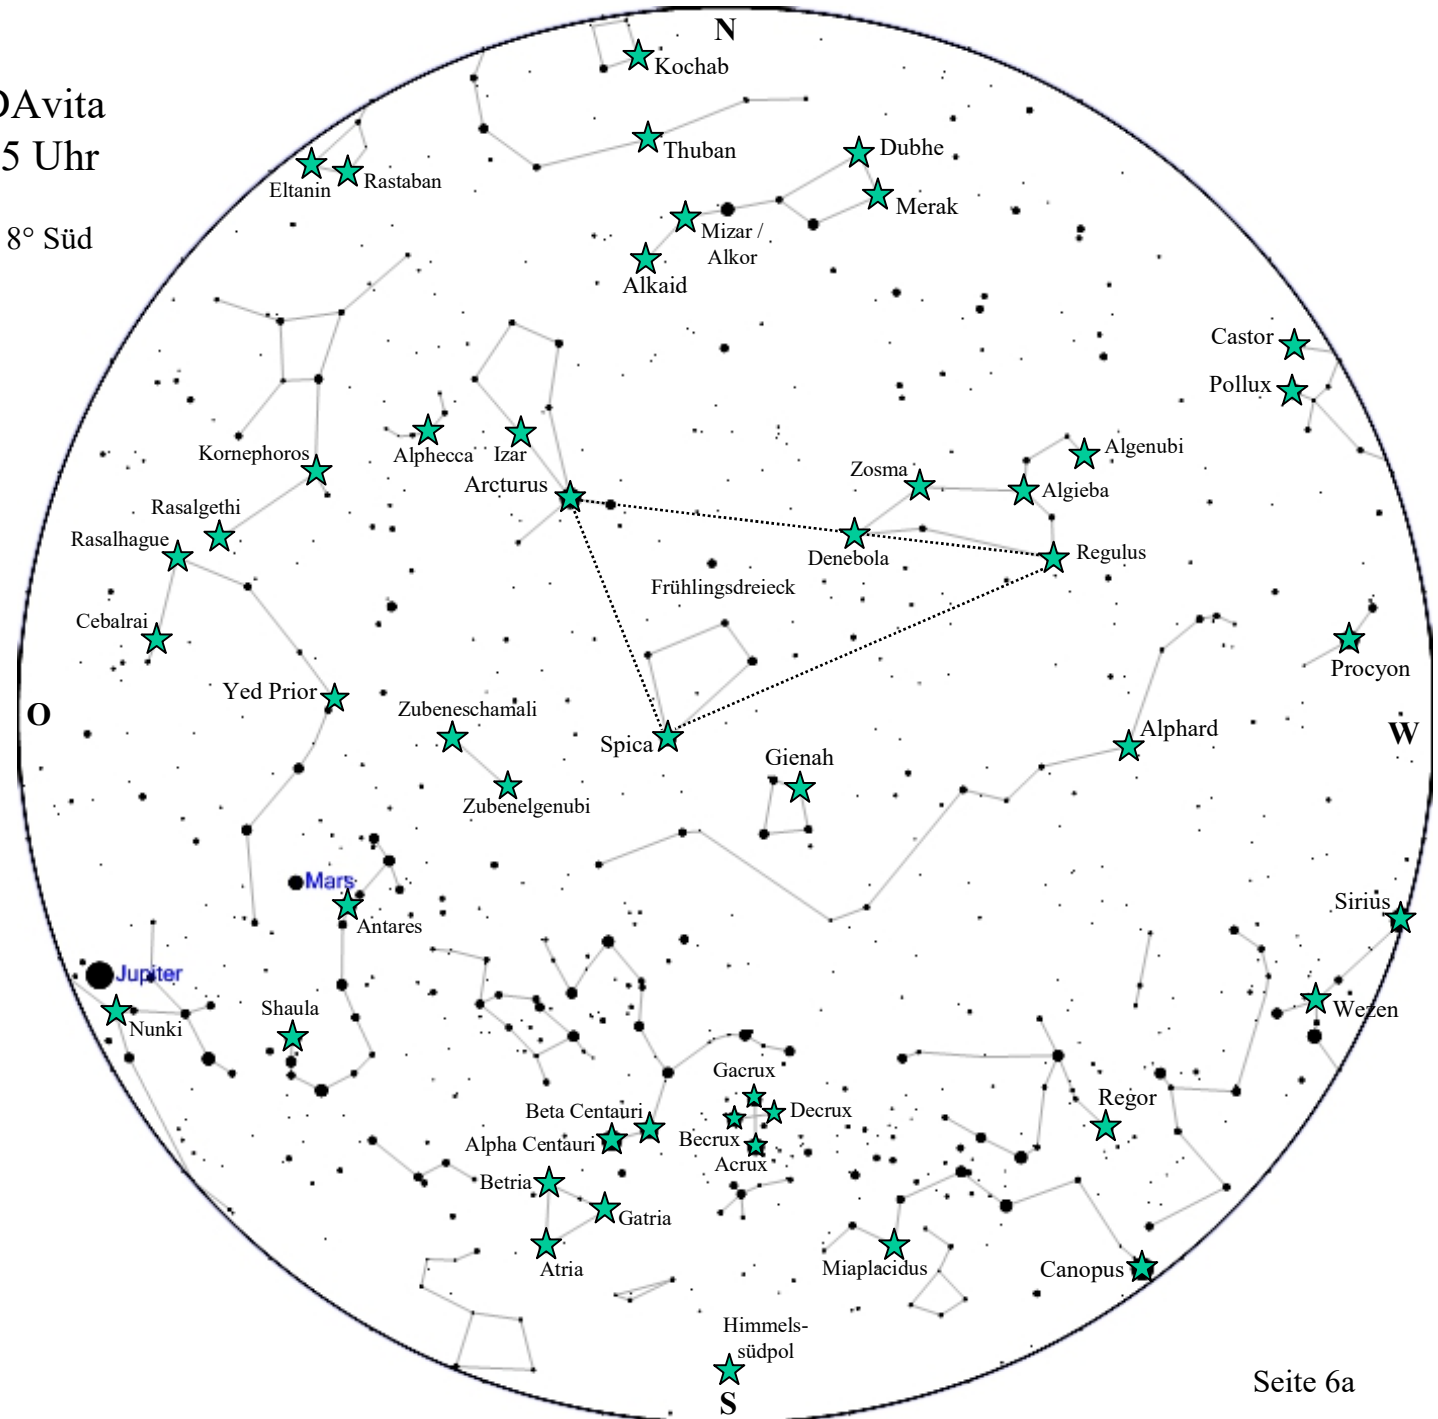 N
Kochab
DAvita
5 Uhr
8° Süd
Thuban
Dubhe
Eltanin
Rastaban
Merak
Mizar /
Alkor
Alkaid
Castor
Pollux
Kornephoros
Alphecca
Izar
Arcturus
Zosma
Algenubi
Algieba
Rasalgethi
Rasalhague
Denebola
Regulus
Frühlingsdreieck
Cebalrai
Procyon
Yed Prior
O
Zubeneschamali
Spica
Gienah
Alphard
W
Zubenelgenubi
Mars
Antares
Sirius
Jupiter
Nunki
Shaula
Wezen
Gacrux
Beta Centauri
Decrux
Regor
Alpha Centauri
Becrux
Acrux
Betria
Gatria
Atria
Miaplacidus
Canopus
Himmels-
südpol
S
Seite 6a